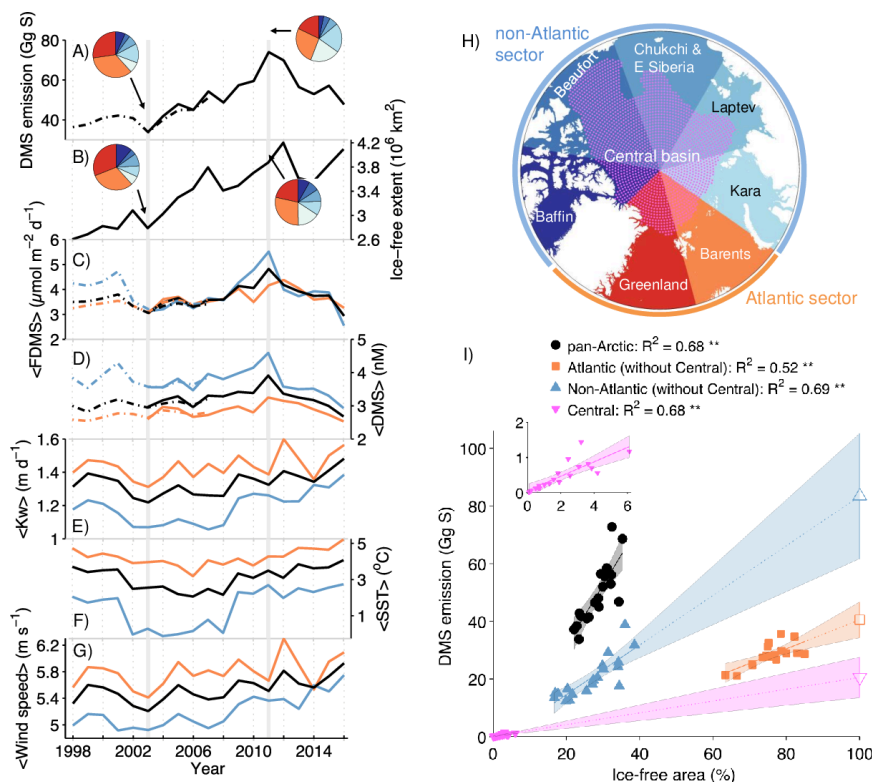 A)
DMS emission (Gg S)
80
60
40
B)
Ice-free extent (10⁶ km²)
4.2
3.8
3.4
3
2.6
C)
<FDMS> (µmol m⁻² d⁻¹)
6
5
4
3
2
D)
<DMS> (nM)
5
4
3
2
E)
<Kw> (m d⁻¹)
1.6
1.4
1.2
1
F)
<SST> (°C)
5
3
1
G)
<Wind speed> (m s⁻¹)
6.2
5.8
5.4
5
1998 2002 2006 2010 2014
Year
H)
non-Atlantic
sector
Beaufort
Chukchi &
E Siberia
Laptev
Central basin
Kara
Baffin
Barents
Greenland
Atlantic sector
I)
pan-Arctic: R² = 0.68 **
Atlantic (without Central): R² = 0.52 **
Non-Atlantic (without Central): R² = 0.69 **
Central: R² = 0.68 **
2
1
0
0 2 4 6
DMS emission (Gg S)
100
80
60
40
20
0
20 40 60 80 100
Ice-free area (%)